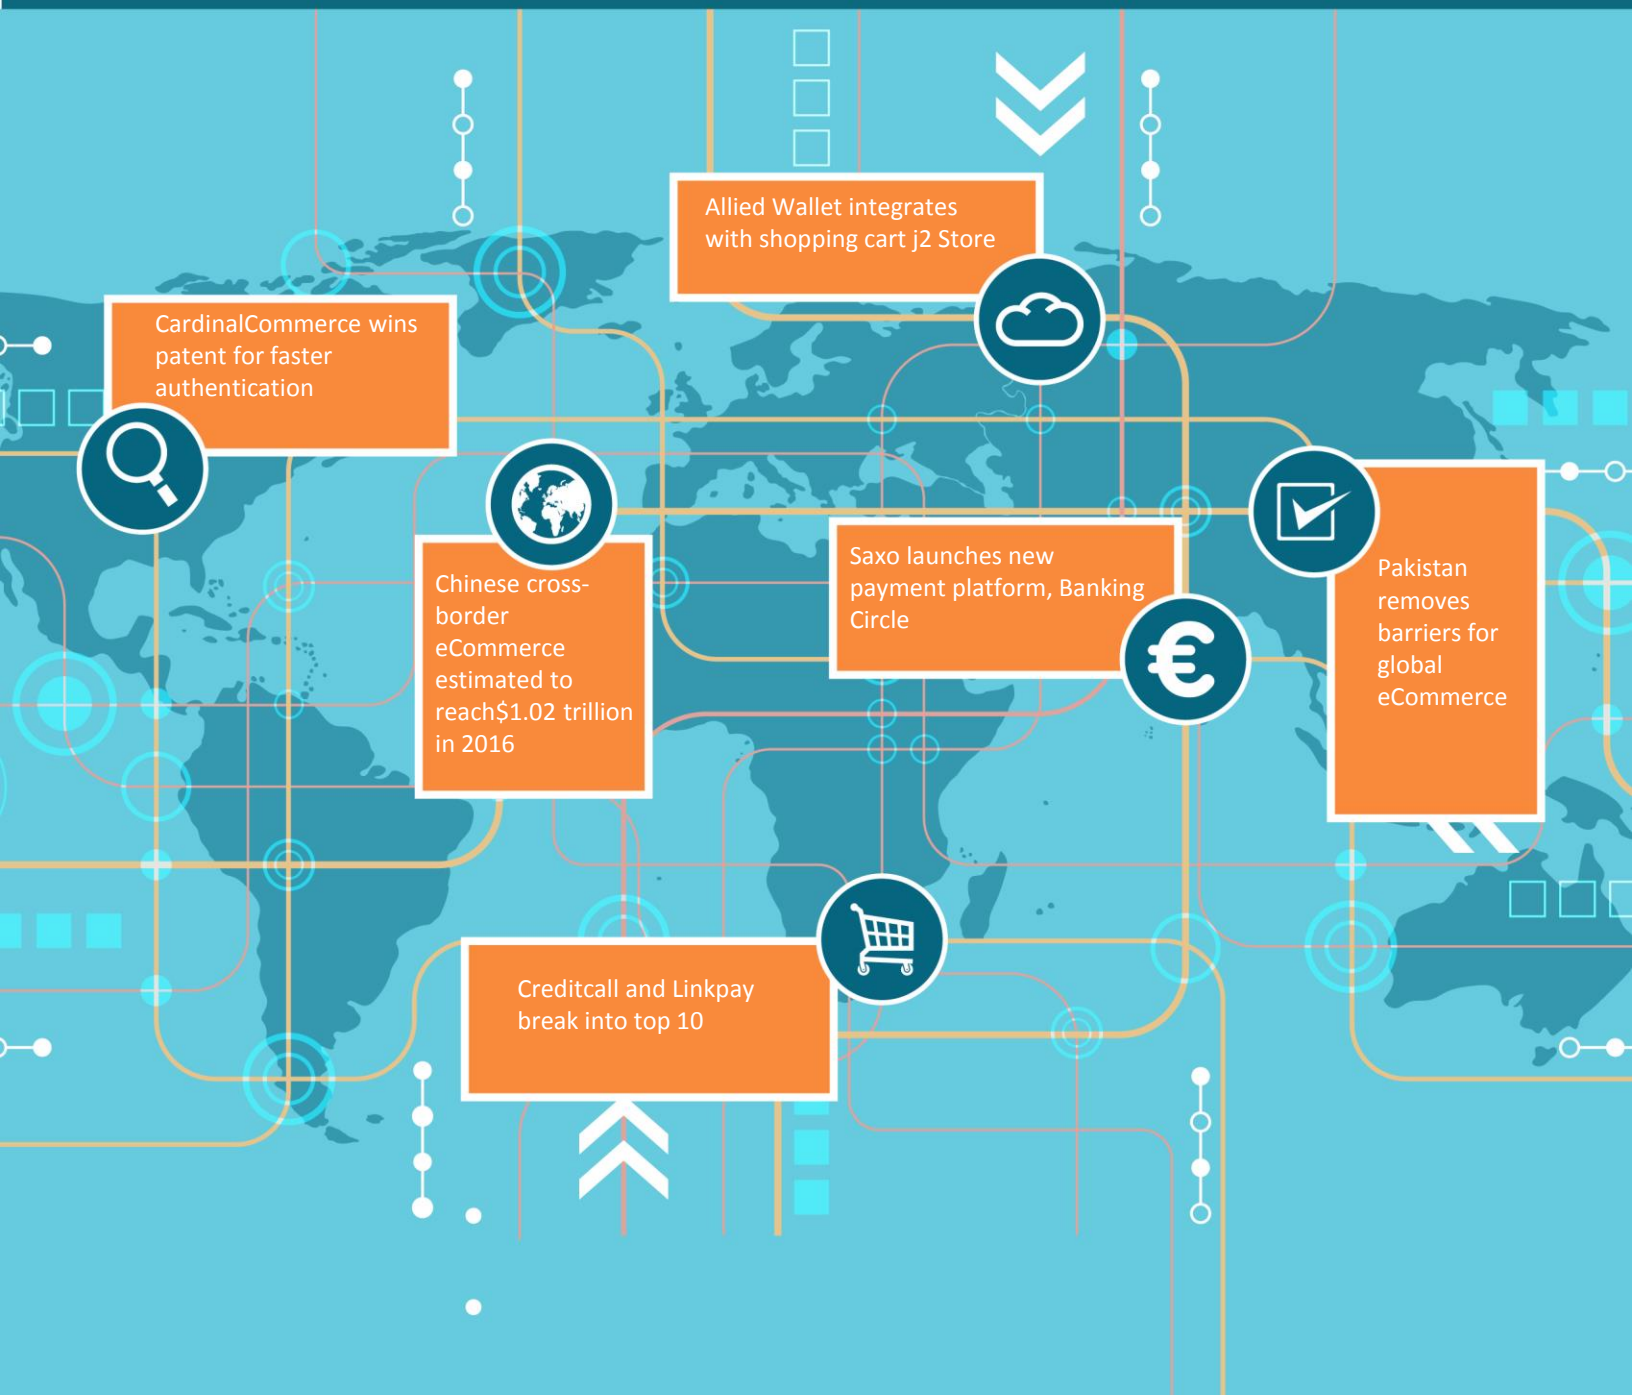 Allied Wallet integrates
with shopping cart j2 Store
CardinalCommerce wins
patent for faster
authentication
Chinese cross-
border
eCommerce
estimated to
reach$1.02 trillion
in 2016
Saxo launches new
payment platform, Banking
Circle
Pakistan
removes
barriers for
global
eCommerce
Creditcall and Linkpay
break into top 10